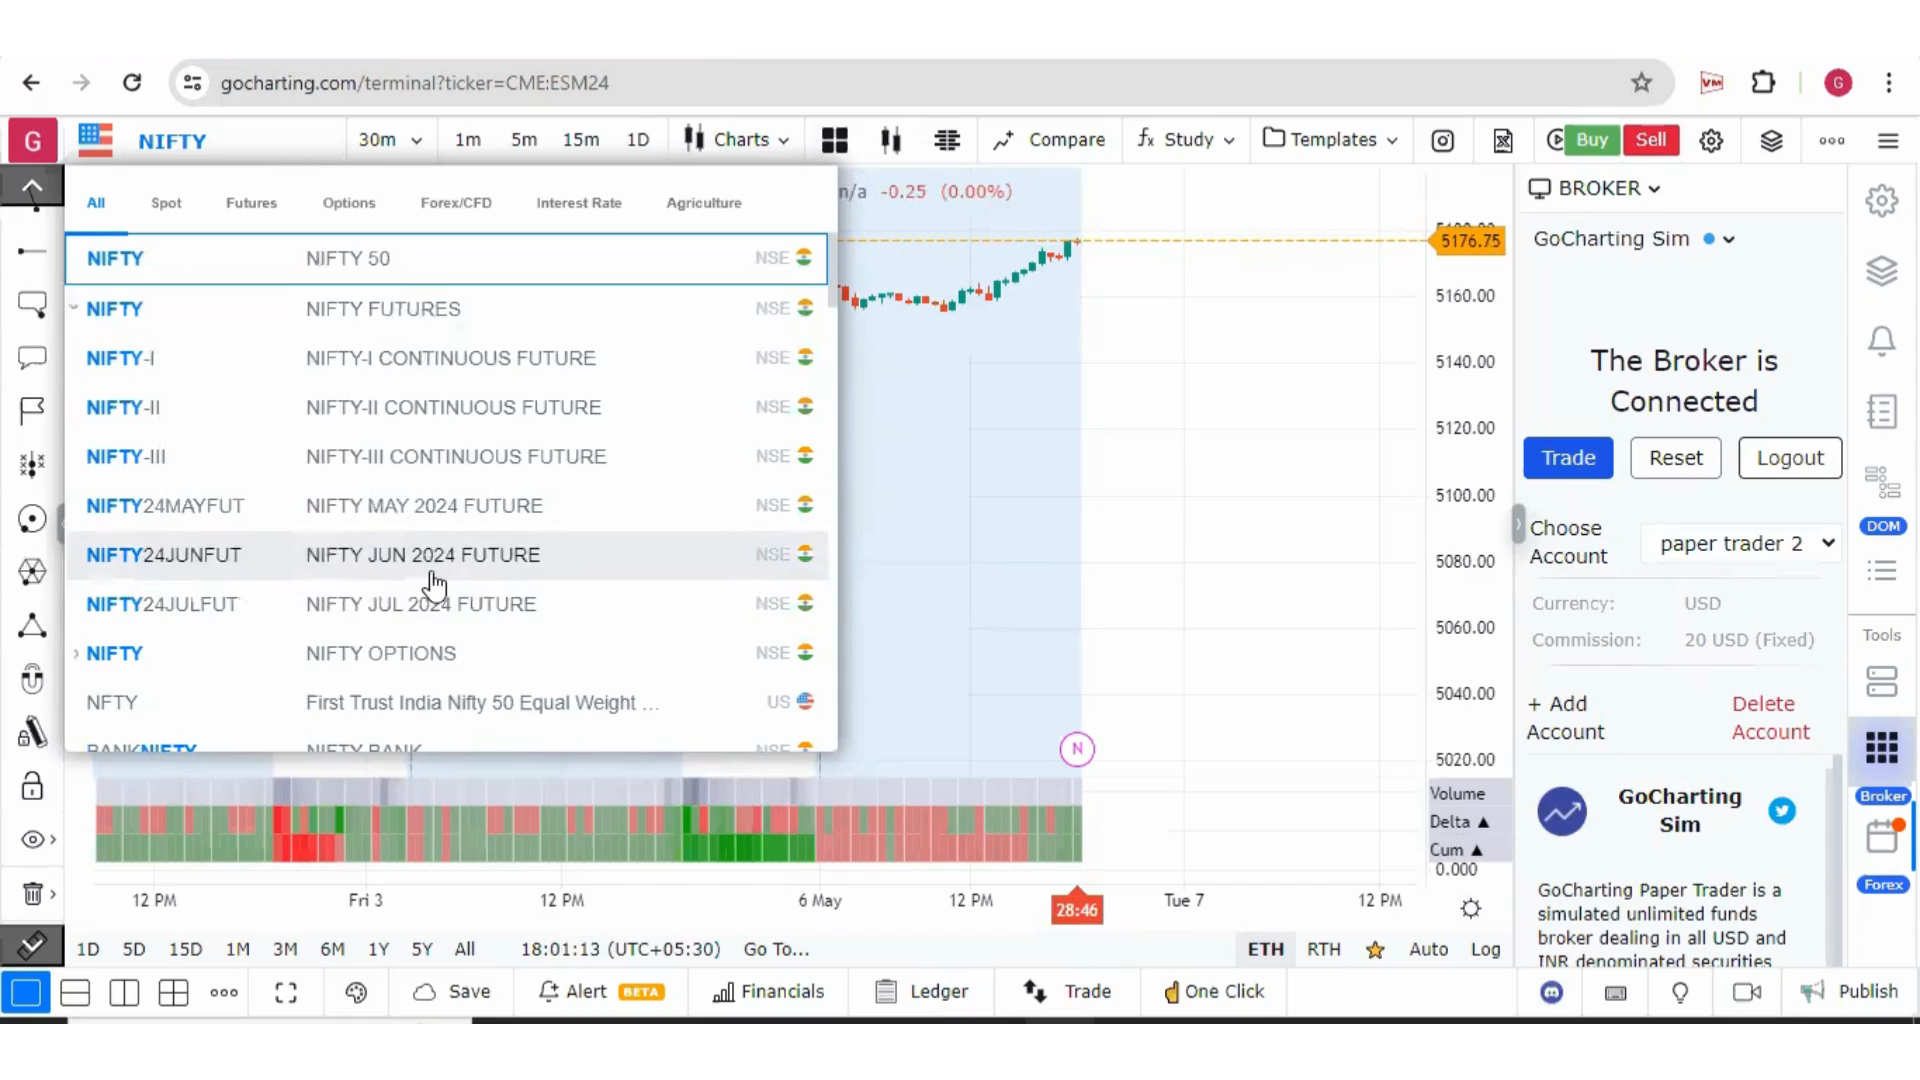 gocharting.com/terminal?ticker=CME:ESM24
G
G NIFTY 30m 1m 5m 15m 1D Charts Compare fx Study Templates Buy Sell
All Spot Futures Options Forex/CFD Interest Rate Agriculture
n/a -0.25 (0.00%)
NIFTY NIFTY 50 NSE
NIFTY NIFTY FUTURES NSE
NIFTY-I NIFTY-I CONTINUOUS FUTURE NSE
NIFTY-II NIFTY-II CONTINUOUS FUTURE NSE
NIFTY-III NIFTY-III CONTINUOUS FUTURE NSE
NIFTY24MAYFUT NIFTY MAY 2024 FUTURE NSE
NIFTY24JUNFUT NIFTY JUN 2024 FUTURE NSE
NIFTY24JULFUT NIFTY JUL 2024 FUTURE NSE
NIFTY NIFTY OPTIONS NSE
NFTY First Trust India Nifty 50 Equal Weight ... US
BANKNIFTY NIFTY BANK NSE
5176.75
5160.00
5140.00
5120.00
5100.00
5080.00
5060.00
5040.00
5020.00
N
Volume
Delta ▲
Cum ▲
0.000
12 PM Fri 3 12 PM 6 May 12 PM 28:46 Tue 7 12 PM
1D 5D 15D 1M 3M 6M 1Y 5Y All 18:01:13 (UTC+05:30) Go To... ETH RTH Auto Log
Save Alert BETA Financials Ledger Trade One Click Publish
BROKER
GoCharting Sim
The Broker is
Connected
Trade Reset Logout
Choose
Account
paper trader 2
Currency: USD
Commission: 20 USD (Fixed)
+ Add
Account
Delete
Account
GoCharting
Sim
GoCharting Paper Trader is a
simulated unlimited funds
broker dealing in all USD and
INR denominated securities
DOM
Tools
Broker
Forex